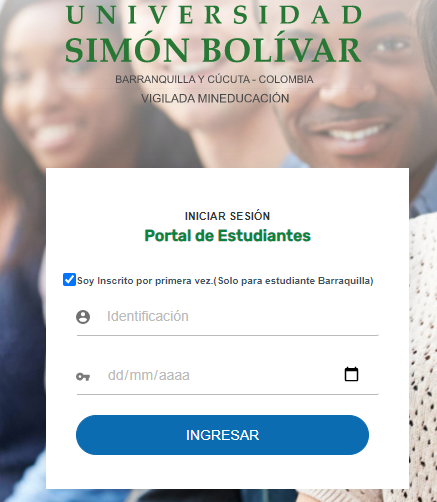 UNIVERSIDAD
SIMÓN BOLÍVAR
BARRANQUILLA Y CÚCUTA - COLOMBIA
VIGILADA MINEDUCACIÓN
INICIAR SESIÓN
Portal de Estudiantes
Soy Inscrito por primera vez.(Solo para estudiante Barraquilla)
Identificación
dd/mm/aaaa
INGRESAR